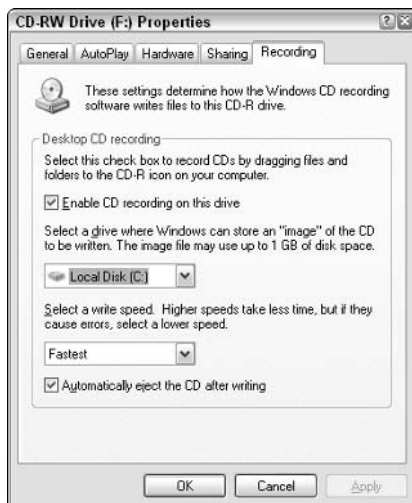 CD-RW Drive (F:) Properties
General AutoPlay Hardware Sharing Recording
These settings determine how the Windows CD recording
software writes files to this CD-R drive.
Desktop CD recording
Select this check box to record CDs by dragging files and
folders to the CD-R icon on your computer.
Enable CD recording on this drive
Select a drive where Windows can store an "image" of the CD
to be written. The image file may use up to 1 GB of disk space.
Local Disk (C:)
Select a write speed. Higher speeds take less time, but if they
cause errors, select a lower speed.
Fastest
Automatically eject the CD after writing
OK Cancel Apply